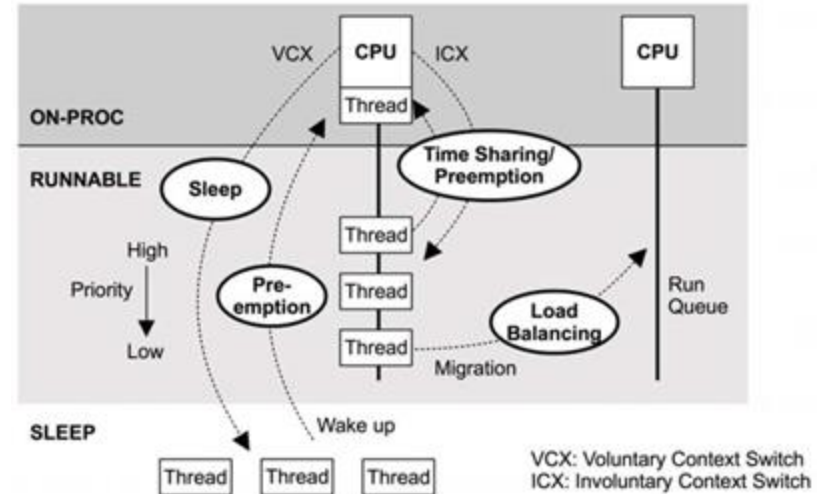 VCX
CPU
ICX
CPU
Thread
ON-PROC
Time Sharing/
Preemption
RUNNABLE
Sleep
Thread
High
Priority
Low
Pre-
emption
Thread
Run
Queue
Load
Balancing
Thread
Migration
Wake up
SLEEP
Thread
Thread
Thread
VCX: Voluntary Context Switch
ICX: Involuntary Context Switch